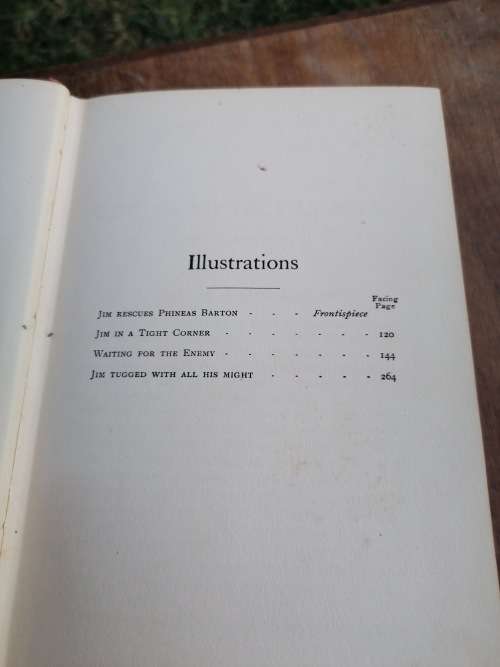 Illustrations
Facing
Page
Jim rescues Phineas Barton - - - Frontispiece
Jim in a Tight Corner - - - - - - - 120
Waiting for the Enemy - - - - - - - 144
Jim tugged with all his might - - - - - 264